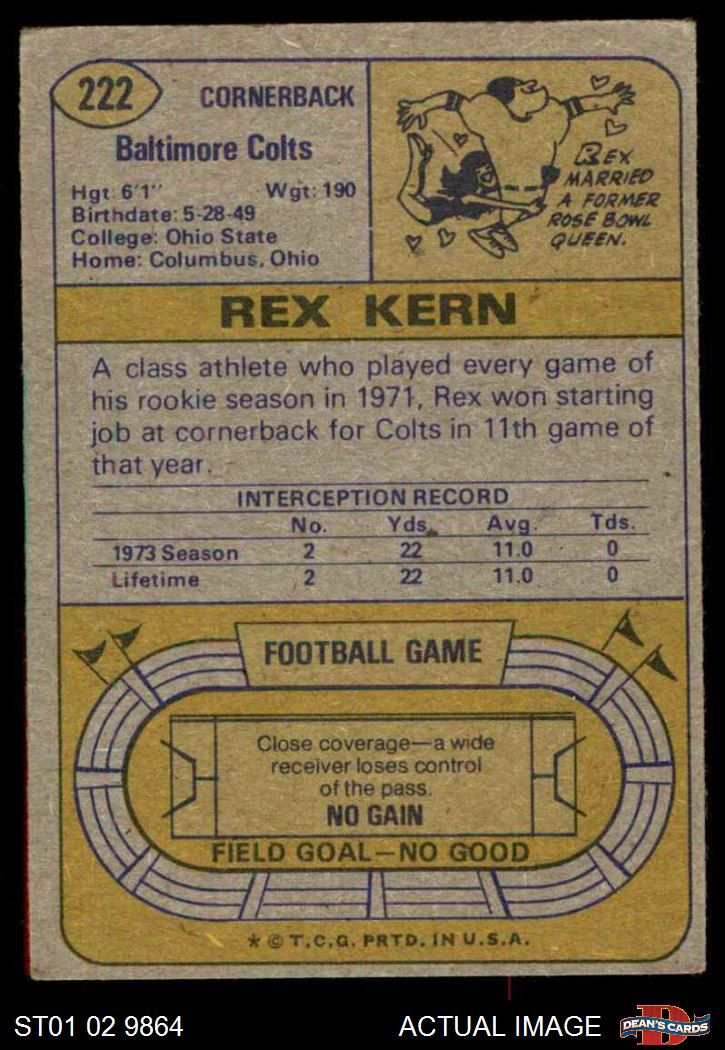 222
CORNERBACK
Baltimore Colts
Hgt: 6'1" Wgt: 190
Birthdate: 5-28-49
College: Ohio State
Home: Columbus, Ohio
REX
MARRIED
A FORMER
ROSE BOWL
QUEEN.
REX KERN
A class athlete who played every game of
his rookie season in 1971, Rex won starting
job at cornerback for Colts in 11th game of
that year.
INTERCEPTION RECORD
No. Yds. Avg. Tds.
1973 Season 2 22 11.0 0
Lifetime 2 22 11.0 0
FOOTBALL GAME
Close coverage—a wide
receiver loses control
of the pass.
NO GAIN
FIELD GOAL—NO GOOD
* © T.C.G. PRTD. IN U.S.A.
ST01 02 9864 ACTUAL IMAGE D DEAN'S CARDS